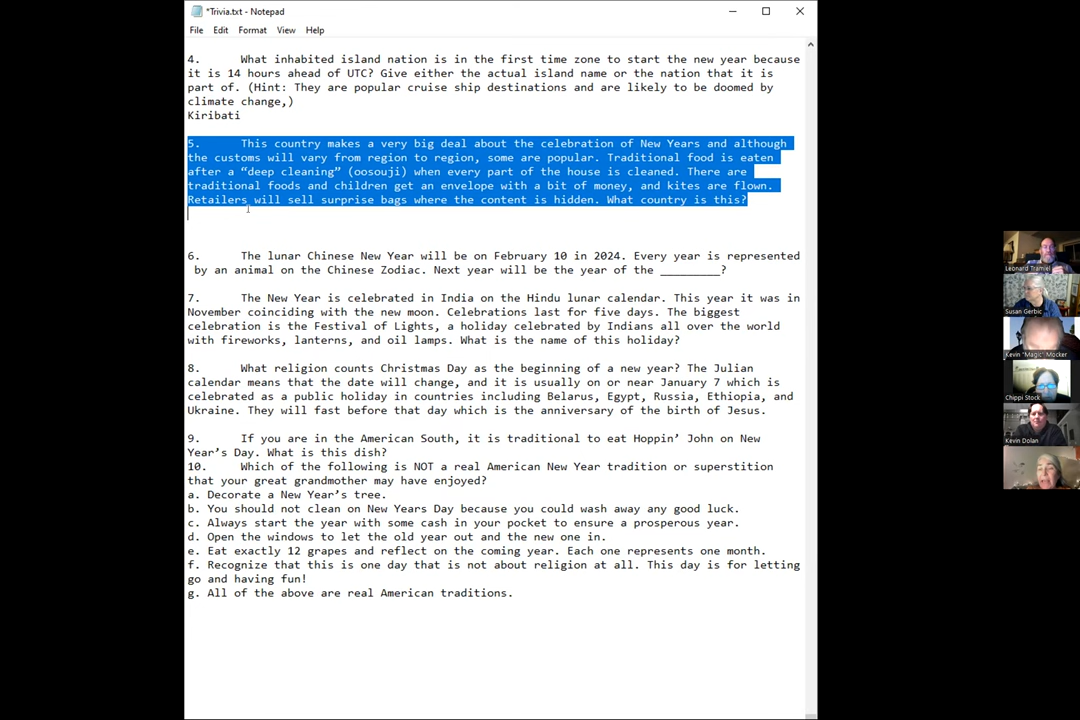 *Trivia.txt - Notepad
File Edit Format View Help
4. What inhabited island nation is in the first time zone to start the new year because
it is 14 hours ahead of UTC? Give either the actual island name or the nation that it is
part of. (Hint: They are popular cruise ship destinations and are likely to be doomed by
climate change,)
Kiribati
5. This country makes a very big deal about the celebration of New Years and although
the customs will vary from region to region, some are popular. Traditional food is eaten
after a “deep cleaning” (oosouji) when every part of the house is cleaned. There are
traditional foods and children get an envelope with a bit of money, and kites are flown.
Retailers will sell surprise bags where the content is hidden. What country is this?
6. The lunar Chinese New Year will be on February 10 in 2024. Every year is represented
by an animal on the Chinese Zodiac. Next year will be the year of the _________?
7. The New Year is celebrated in India on the Hindu lunar calendar. This year it was in
November coinciding with the new moon. Celebrations last for five days. The biggest
celebration is the Festival of Lights, a holiday celebrated by Indians all over the world
with fireworks, lanterns, and oil lamps. What is the name of this holiday?
8. What religion counts Christmas Day as the beginning of a new year? The Julian
calendar means that the date will change, and it is usually on or near January 7 which is
celebrated as a public holiday in countries including Belarus, Egypt, Russia, Ethiopia, and
Ukraine. They will fast before that day which is the anniversary of the birth of Jesus.
9. If you are in the American South, it is traditional to eat Hoppin’ John on New
Year’s Day. What is this dish?
10. Which of the following is NOT a real American New Year tradition or superstition
that your great grandmother may have enjoyed?
a. Decorate a New Year’s tree.
b. You should not clean on New Years Day because you could wash away any good luck.
c. Always start the year with some cash in your pocket to ensure a prosperous year.
d. Open the windows to let the old year out and the new one in.
e. Eat exactly 12 grapes and reflect on the coming year. Each one represents one month.
f. Recognize that this is one day that is not about religion at all. This day is for letting
go and having fun!
g. All of the above are real American traditions.
Leonard Tramiel
Susan Gerbic
Kevin "Magic" Mocker
Chippi Stock
Kevin Dolan